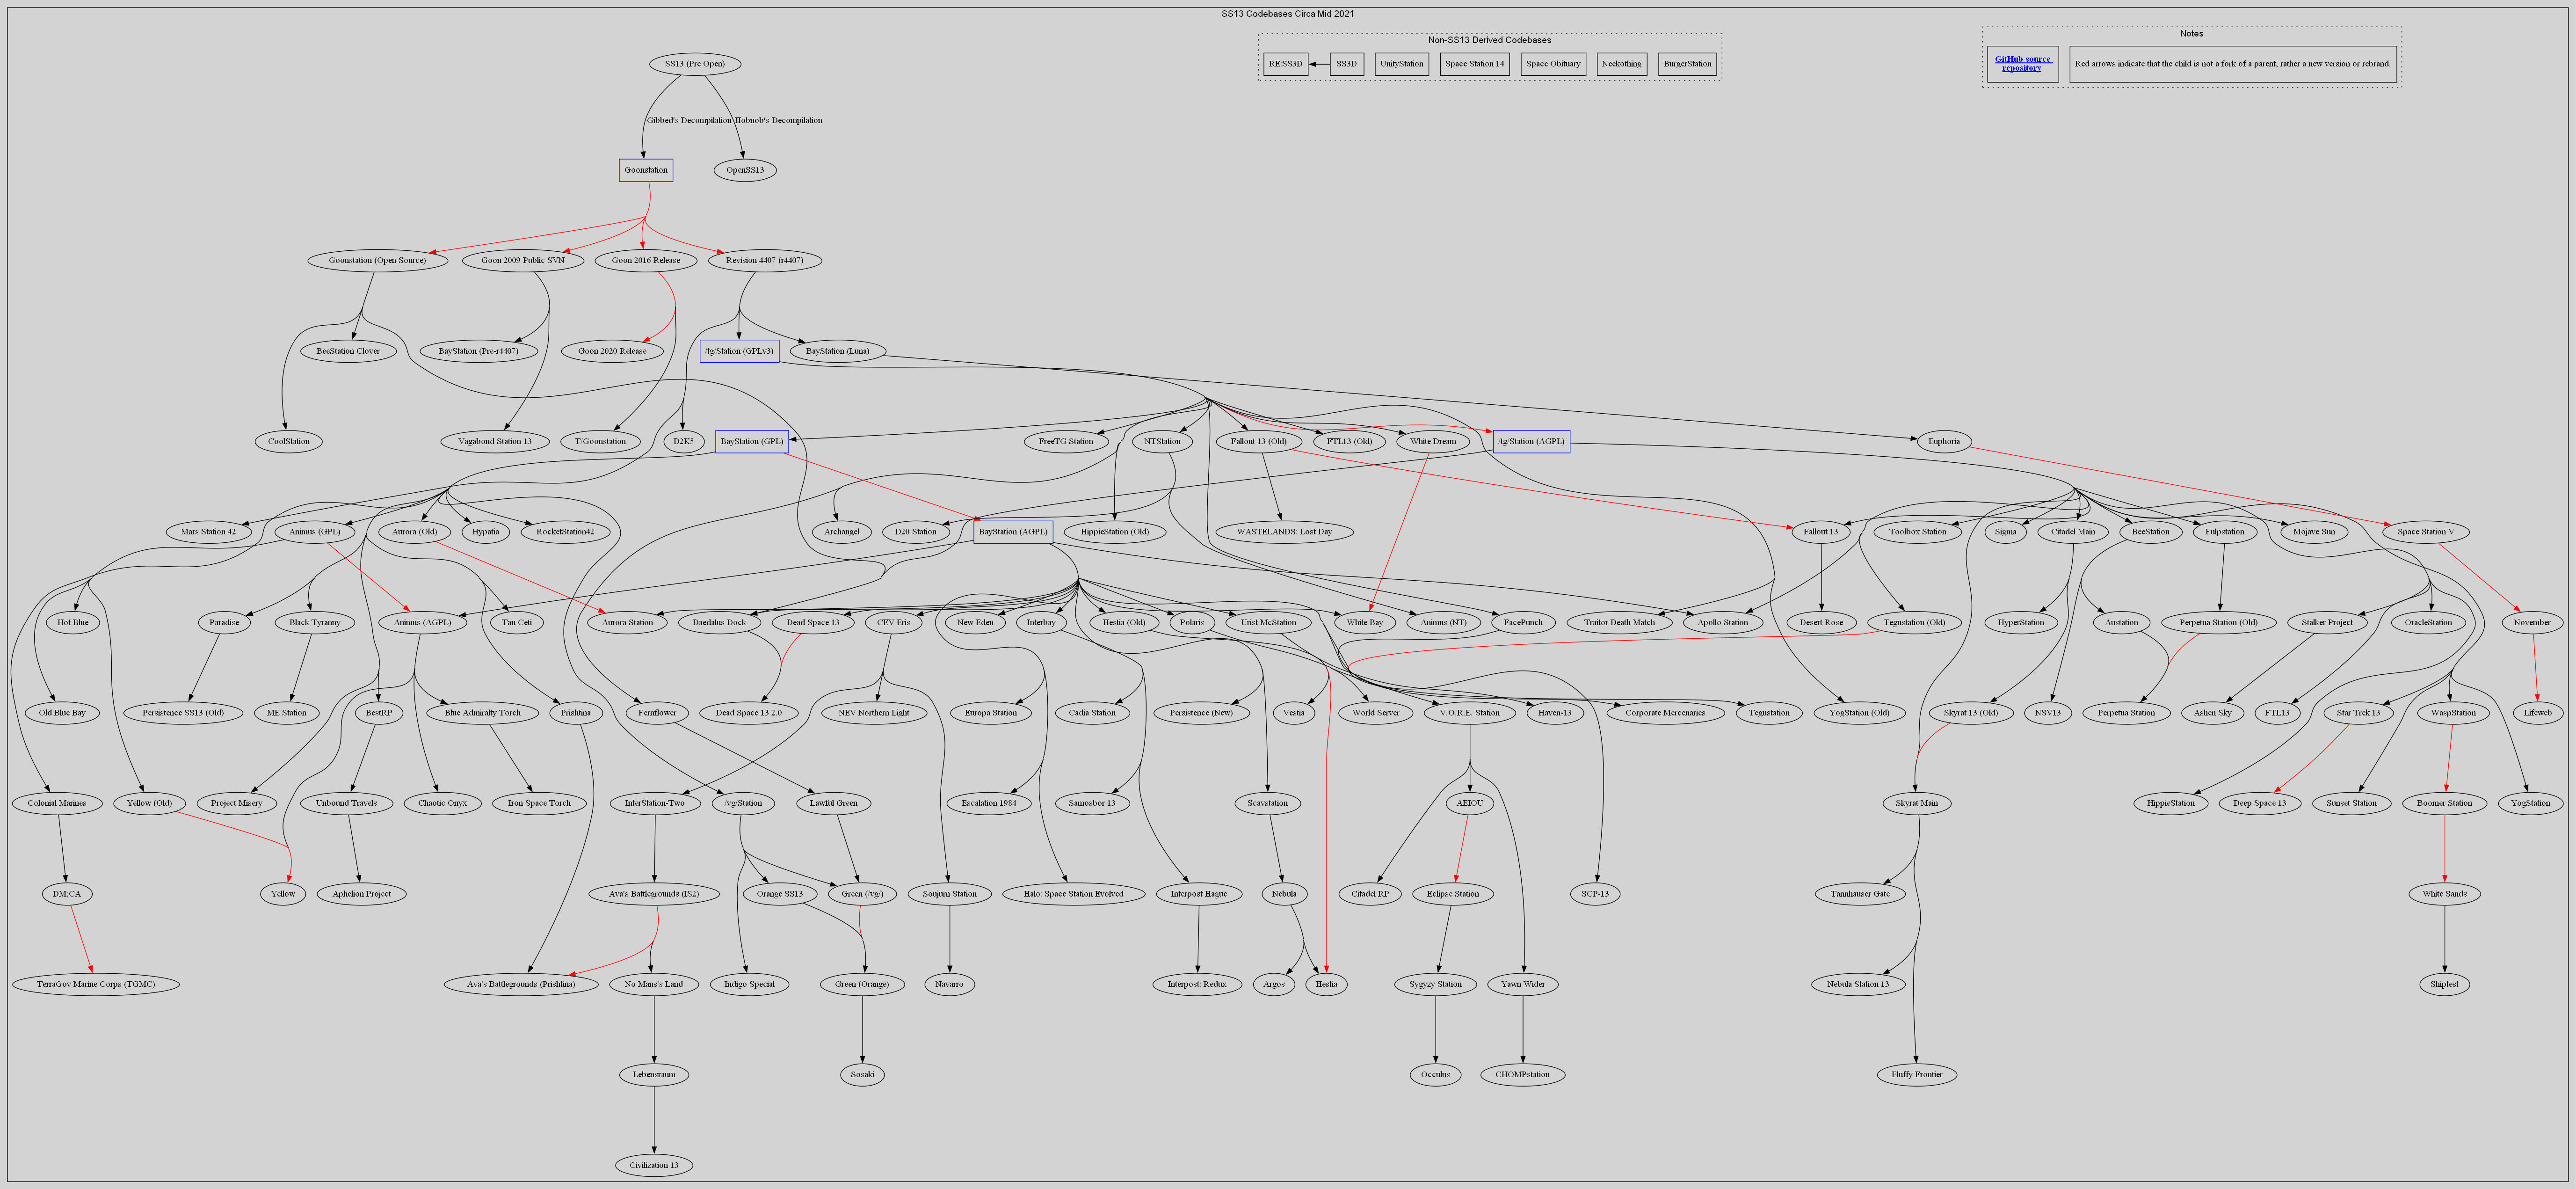 SS13 Codebases Circa Mid 2021
Non-SS13 Derived Codebases
Notes
SS13 (Pre Open)
RE:SS3D
SS3D
UnityStation
Space Station 14
Space Obituary
Neekothing
BurgerStation
GitHub source
repository
Red arrows indicate that the child is not a fork of a parent, rather a new version or rebrand.
Gibbed's Decompilation
Hobnob's Decompilation
Goonstation
OpenSS13
Goonstation (Open Source)
Goon 2009 Public SVN
Goon 2016 Release
Revision 4407 (r4407)
BeeStation Clover
BayStation (Pre-r4407)
Goon 2020 Release
/tg/Station (GPLv3)
BayStation (Luna)
CoolStation
Vagabond Station 13
T/Goonstation
D2K5
BayStation (GPL)
FreeTG Station
NTStation
Fallout 13 (Old)
FTL13 (Old)
White Dream
/tg/Station (AGPL)
Euphoria
Mars Station 42
Animus (GPL)
Aurora (Old)
Hypatia
RocketStation42
Archangel
D20 Station
BayStation (AGPL)
HippieStation (Old)
WASTELANDS: Lost Day
Fallout 13
Toolbox Station
Sigma
Citadel Main
BeeStation
Fulpstation
Mojave Sun
Space Station V
Hot Blue
Paradise
Black Tyranny
Animus (AGPL)
Tau Ceti
Aurora Station
Daedalus Dock
Dead Space 13
CEV Eris
New Eden
Interbay
Hestia (Old)
Polaris
Urist McStation
White Bay
Animus (NT)
FacePunch
Traitor Death Match
Apollo Station
Desert Rose
Tegustation (Old)
HyperStation
Austation
Perpetua Station (Old)
Stalker Project
OracleStation
November
Old Blue Bay
Persistence SS13 (Old)
ME Station
BestRP
Blue Admiralty Torch
Prishtina
Fernflower
Dead Space 13 2.0
NEV Northern Light
Europa Station
Cadia Station
Persistence (New)
Vestia
World Server
V.O.R.E. Station
Haven-13
Corporate Mercenaries
Tegustation
YogStation (Old)
Skyrat 13 (Old)
NSV13
Perpetua Station
Ashen Sky
FTL13
Star Trek 13
WaspStation
Lifeweb
Colonial Marines
Yellow (Old)
Project Misery
Unbound Travels
Chaotic Onyx
Iron Space Torch
InterStation-Two
/vg/Station
Lawful Green
Escalation 1984
Samosbor 13
Scavstation
AEIOU
Skyrat Main
HippieStation
Deep Space 13
Sunset Station
Boomer Station
YogStation
DM;CA
Yellow
Aphelion Project
Ava's Battlegrounds (IS2)
Orange SS13
Green (/vg/)
Soujurn Station
Halo: Space Station Evolved
Interpost Hague
Nebula
Citadel RP
Eclipse Station
SCP-13
Tannhauser Gate
White Sands
TerraGov Marine Corps (TGMC)
Ava's Battlegrounds (Prishtina)
No Mans's Land
Indigo Special
Green (Orange)
Navarro
Interpost: Redux
Argos
Hestia
Sygyzy Station
Yawn Wider
Nebula Station 13
Shiptest
Lebensraum
Sosaki
Occulus
CHOMPstation
Fluffy Frontier
Civilization 13